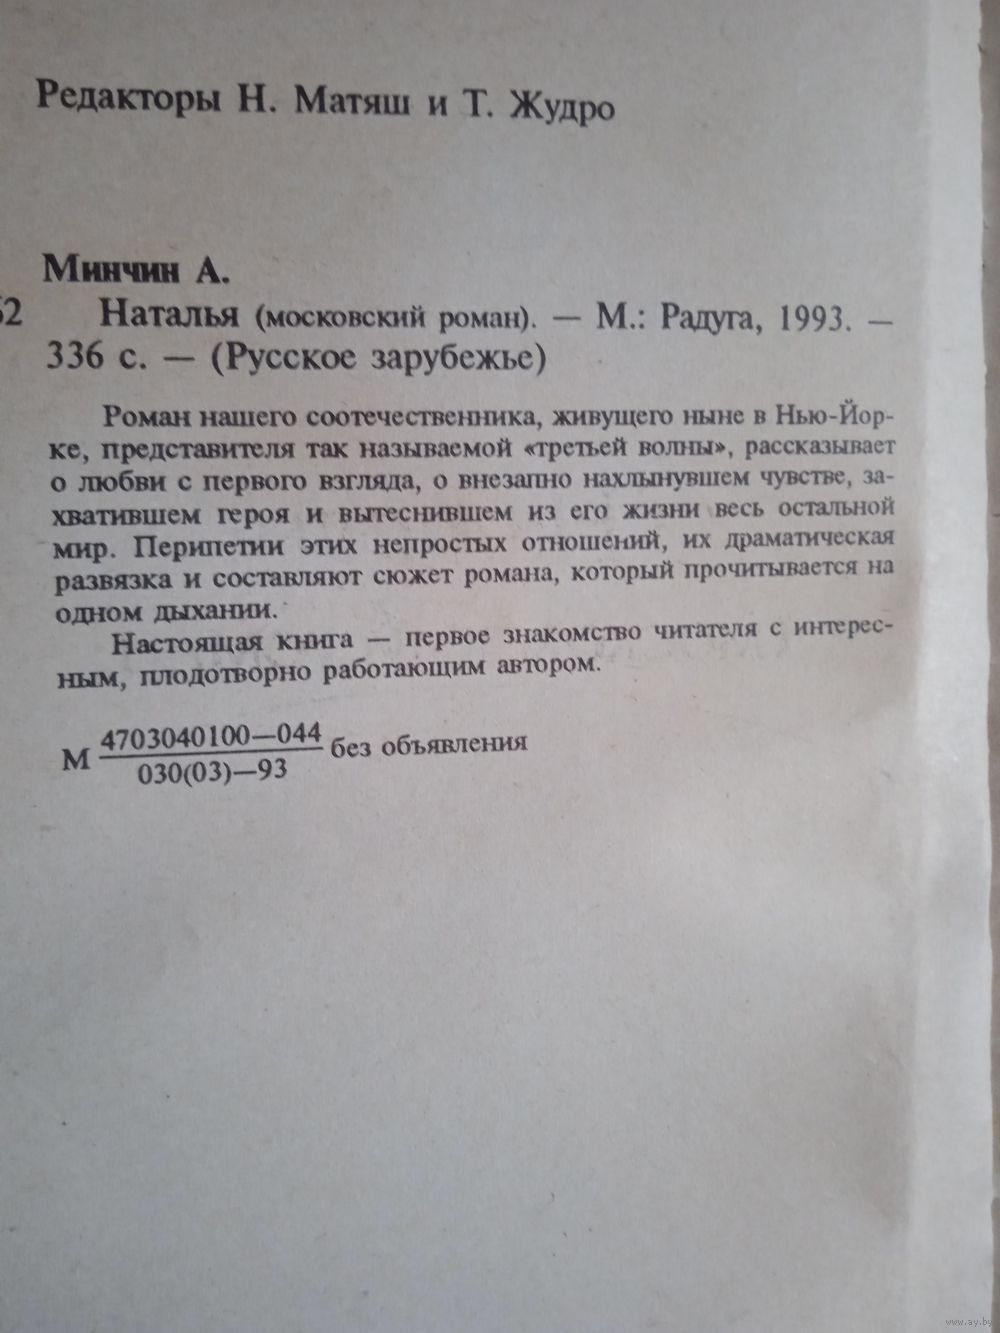 Редакторы Н. Матяш и Т. Жудро
Минчин А.
Наталья (московский роман). — М.: Радуга, 1993. —
336 с. — (Русское зарубежье)
Роман нашего соотечественника, живущего ныне в Нью-Йор-
ке, представителя так называемой «третьей волны», рассказывает
о любви с первого взгляда, о внезапно нахлынувшем чувстве, за-
хватившем героя и вытеснившем из его жизни весь остальной
мир. Перипетии этих непростых отношений, их драматическая
развязка и составляют сюжет романа, который прочитывается на
одном дыхании.
Настоящая книга — первое знакомство читателя с интерес-
ным, плодотворно работающим автором.
М 4703040100—044 без объявления
030(03)—93
www.ay.by